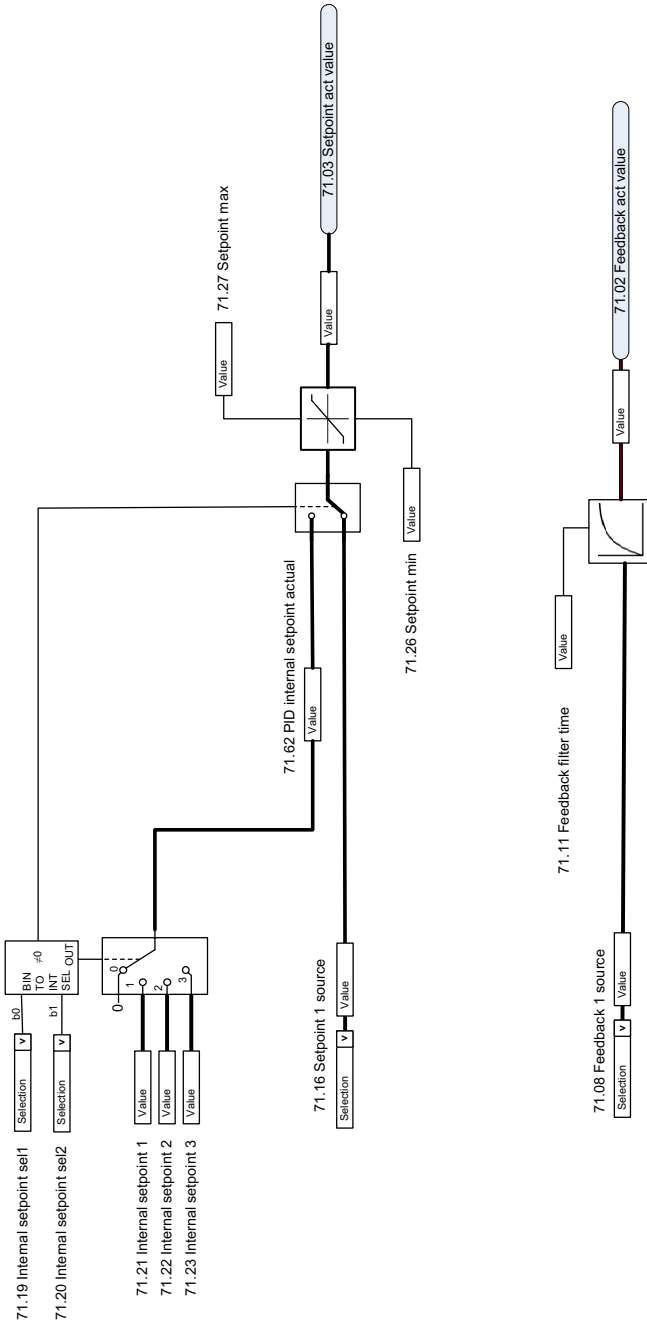 71.19 Internal setpoint sel1
Selection
v
b0
71.20 Internal setpoint sel2
Selection
v
b1
BIN
TO
INT
SEL
≠0
OUT
0
0
1
2
3
71.21 Internal setpoint 1
Value
71.22 Internal setpoint 2
Value
71.23 Internal setpoint 3
Value
71.62 PID internal setpoint actual
Value
71.16 Setpoint 1 source
Selection
v
Value
71.27 Setpoint max
Value
71.26 Setpoint min
Value
Value
71.03 Setpoint act value
71.11 Feedback filter time
Value
71.08 Feedback 1 source
Selection
v
Value
Value
71.02 Feedback act value